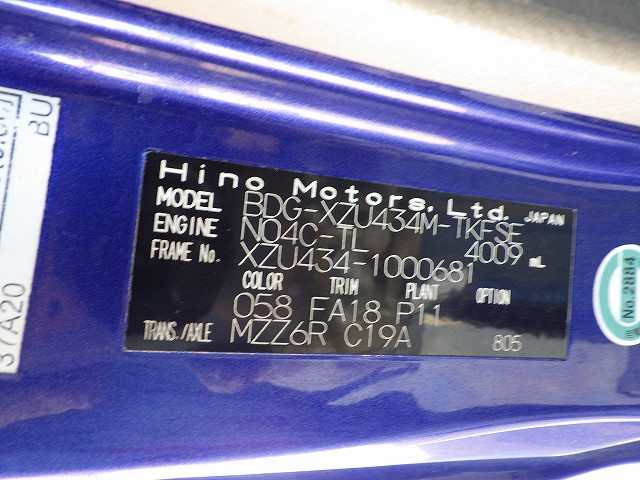 Hino Motors,Ltd. JAPAN
MODEL BDG-XZU434M-TKFSE
ENGINE N04C-TL 4009 mL
FRAME No. XZU434-1000681
COLOR TRIM PLANT OPTION
058 FA18 P11
TRANS./AXLE MZZ6R C19A 805
BU
37A20
No.2884